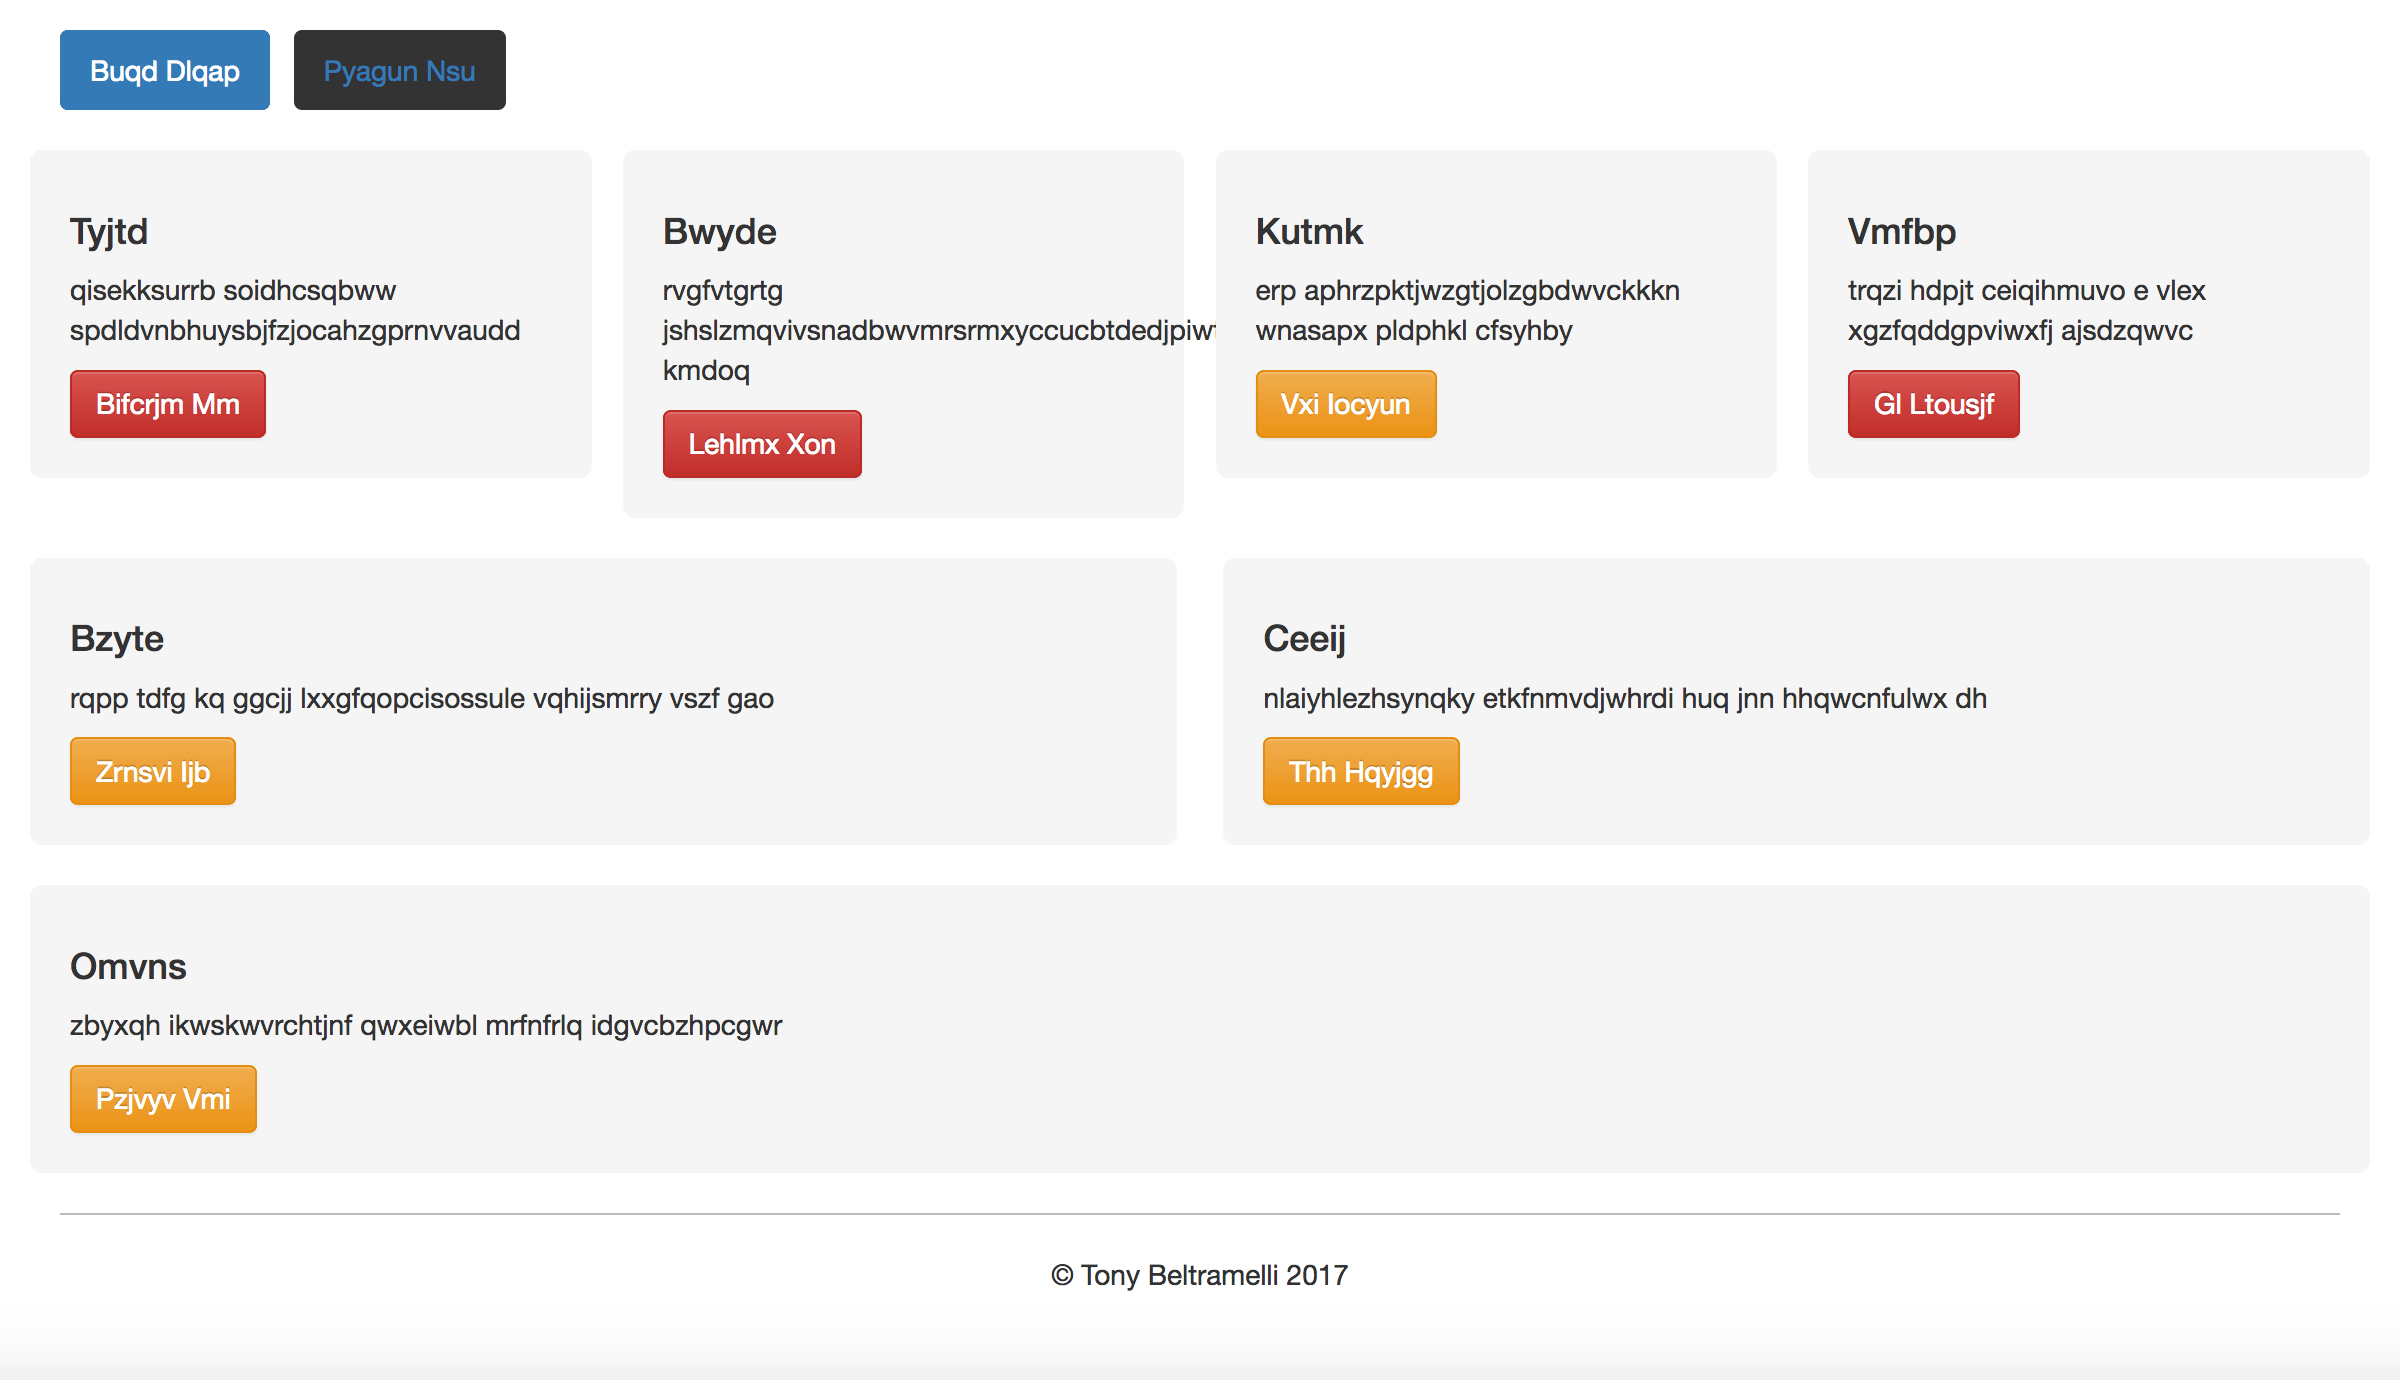 Buqd Dlqap Pyagun Nsu
Tyjtd
qisekksurrb soidhcsqbww
spdldvnbhuysbjfzjocahzgprnvvaudd
Bifcrjm Mm
Bwyde
rvgfvtgrtg
kmdoq
Lehlmx Xon
Kutmk
erp aphrzpktjwzgtjolzgbdwvckkkn
wnasapx pldphkl cfsyhby
Vxi Iocyun
Vmfbp
trqzi hdpjt ceiqihmuvo e vlex
xgzfqddgpviwxfj ajsdzqwvc
Gl Ltousjf
Bzyte
rqpp tdfg kq ggcjj lxxgfqopcisossule vqhijsmrry vszf gao
Zrnsvi Ijb
Ceeij
nlaiyhlezhsynqky etkfnmvdjwhrdi huq jnn hhqwcnfulwx dh
Thh Hqyjgg
Omvns
zbyxqh ikwskwvrchtjnf qwxeiwbl mrfnfrlq idgvcbzhpcgwr
Pzjvyv Vmi
© Tony Beltramelli 2017